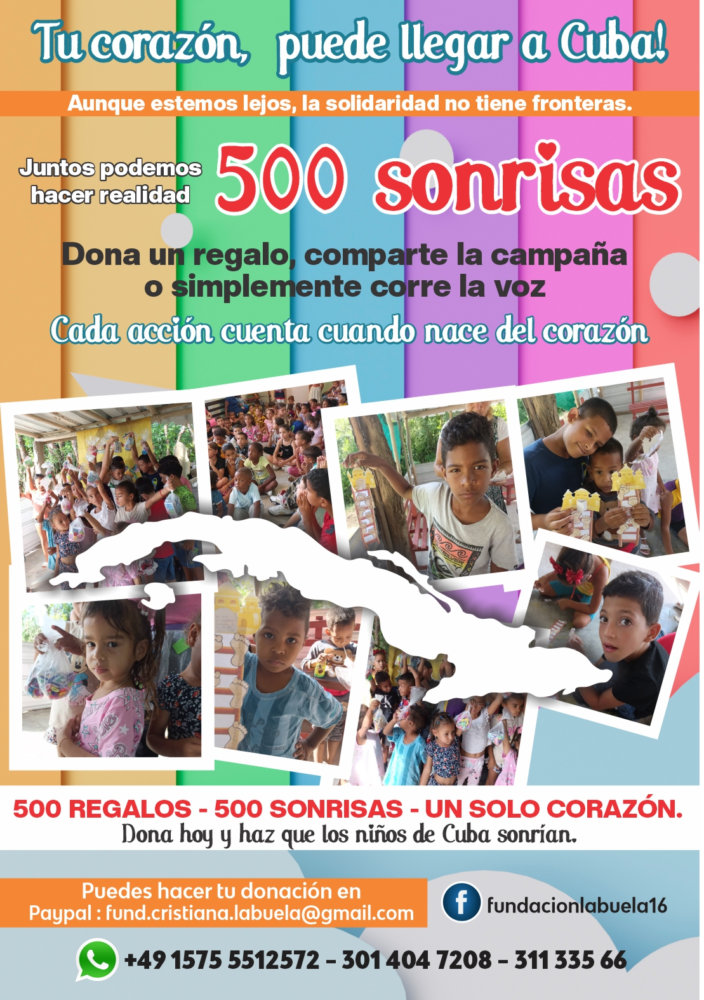 Tu corazón, puede llegar a Cuba!
Aunque estemos lejos, la solidaridad no tiene fronteras.
Juntos podemos
hacer realidad
500 sonrisas
Dona un regalo, comparte la campaña
o simplemente corre la voz
Cada acción cuenta cuando nace del corazón
QUIKSILVER
500 REGALOS - 500 SONRISAS - UN SOLO CORAZÓN.
Dona hoy y haz que los niños de Cuba sonrían.
Puedes hacer tu donación en
Paypal : fund.cristiana.labuela@gmail.com
fundacionlabuela16
+49 1575 5512572 - 301 404 7208 - 311 335 66